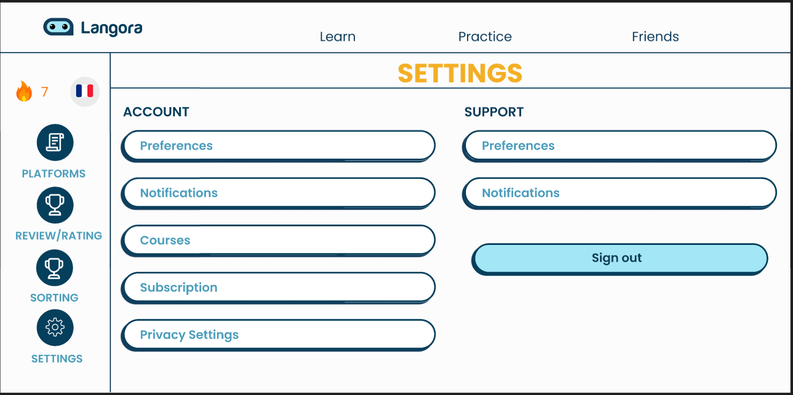 Langora
Learn
Practice
Friends
SETTINGS
7
PLATFORMS
REVIEW/RATING
SORTING
SETTINGS
ACCOUNT
Preferences
Notifications
Courses
Subscription
Privacy Settings
SUPPORT
Preferences
Notifications
Sign out